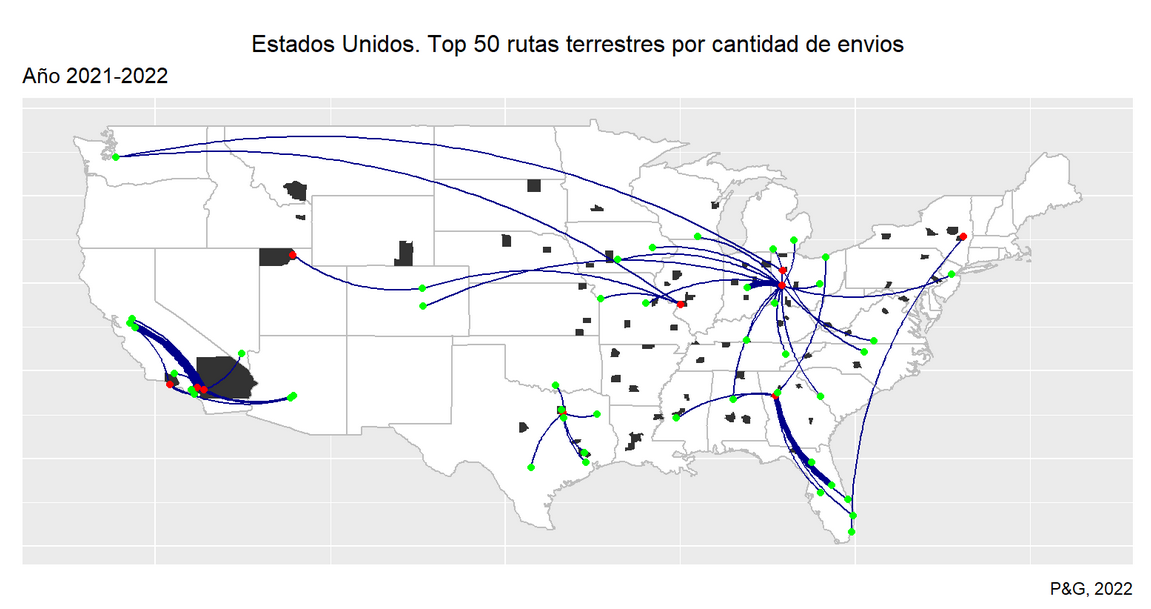 Estados Unidos. Top 50 rutas terrestres por cantidad de envios
Año 2021-2022
P&G, 2022